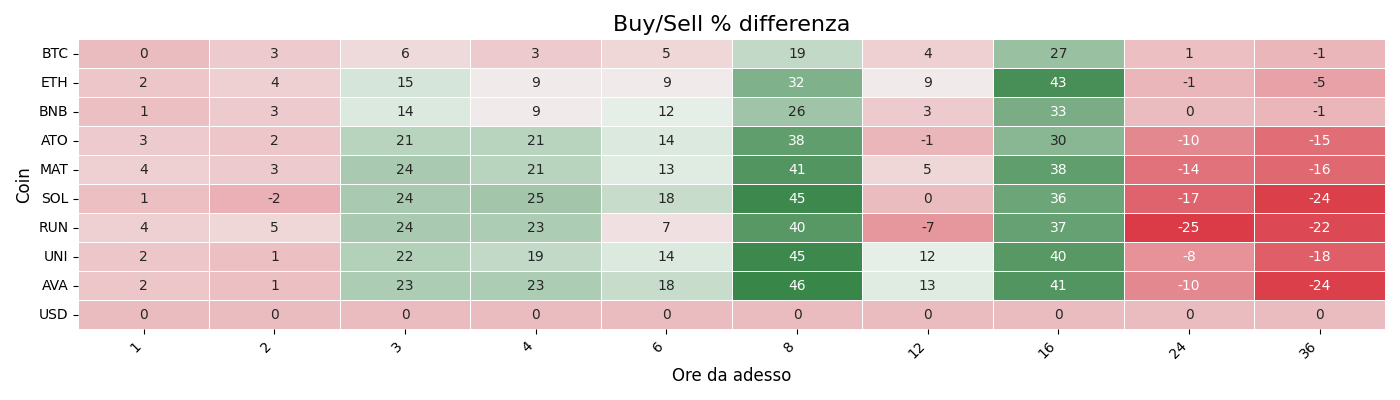 Buy/Sell % differenza
Coin
BTC 0 3 6 3 5 19 4 27 1 -1
ETH 2 4 15 9 9 32 9 43 -1 -5
BNB 1 3 14 9 12 26 3 33 0 -1
ATO 3 2 21 21 14 38 -1 30 -10 -15
MAT 4 3 24 21 13 41 5 38 -14 -16
SOL 1 -2 24 25 18 45 0 36 -17 -24
RUN 4 5 24 23 7 40 -7 37 -25 -22
UNI 2 1 22 19 14 45 12 40 -8 -18
AVA 2 1 23 23 18 46 13 41 -10 -24
USD 0 0 0 0 0 0 0 0 0 0
1 2 3 4 6 8 12 16 24 36
Ore da adesso